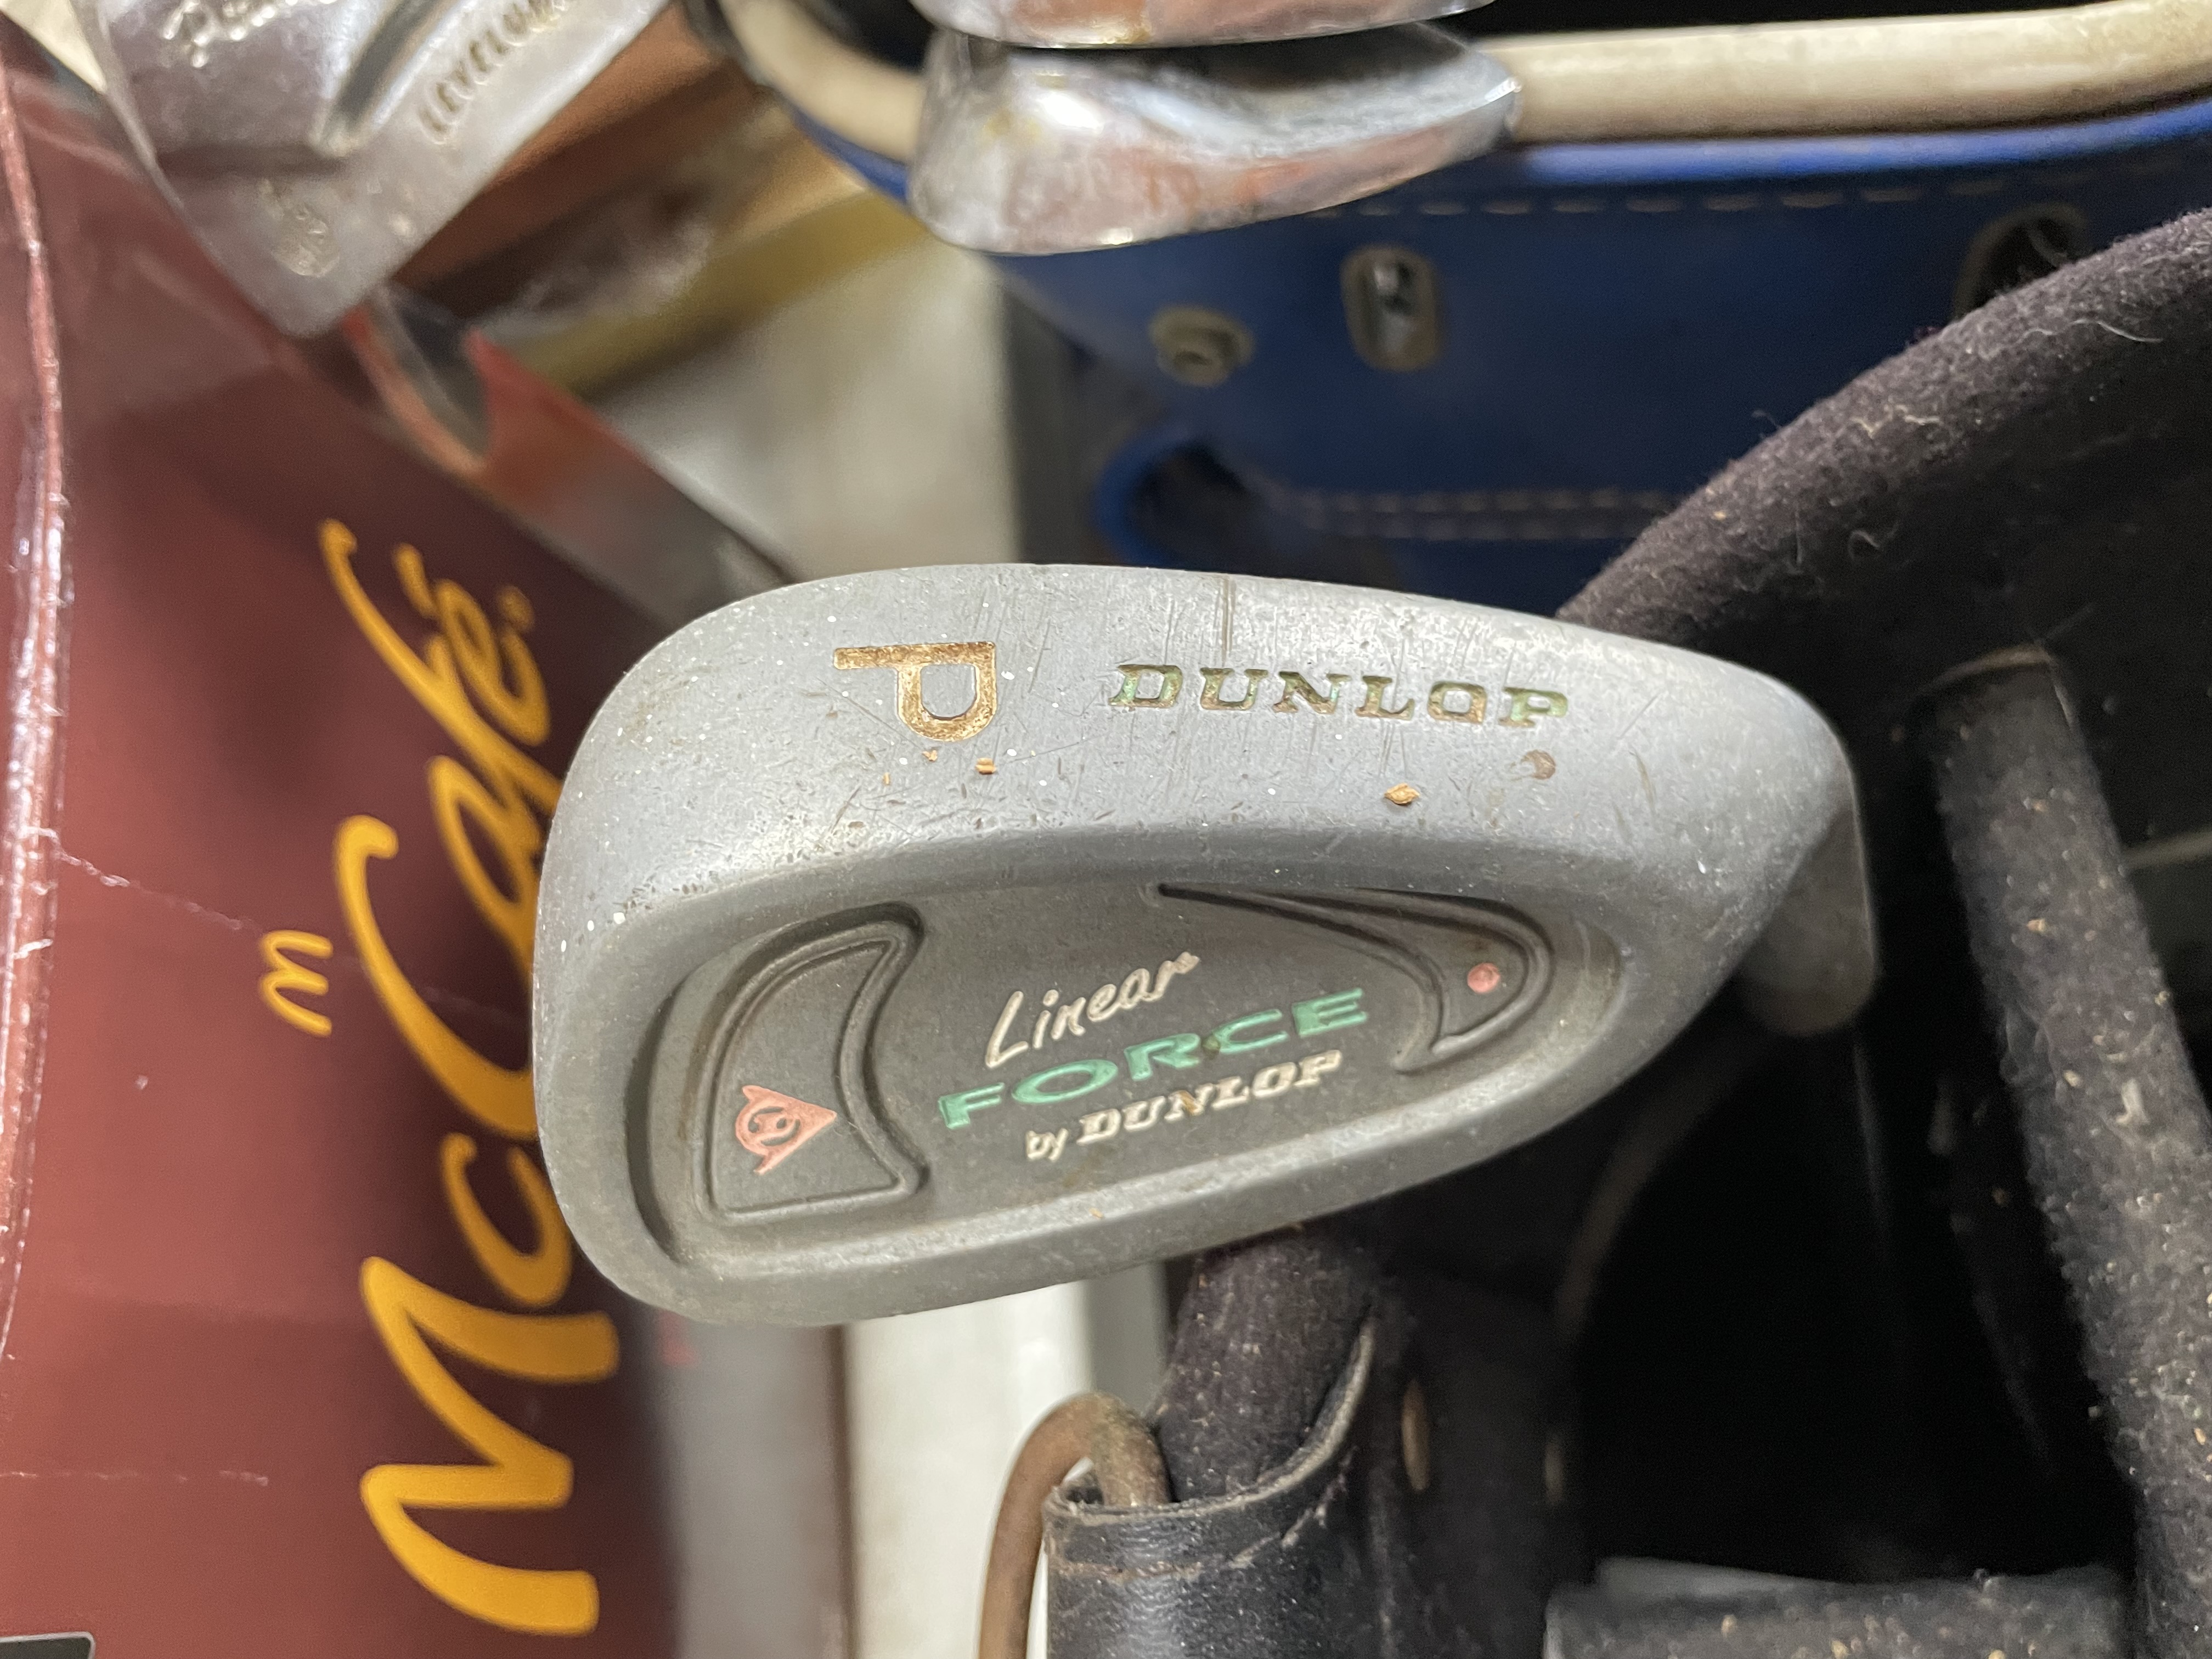 P
DUNLOP
Linear
FORCE
by DUNLOP
McCafé
m